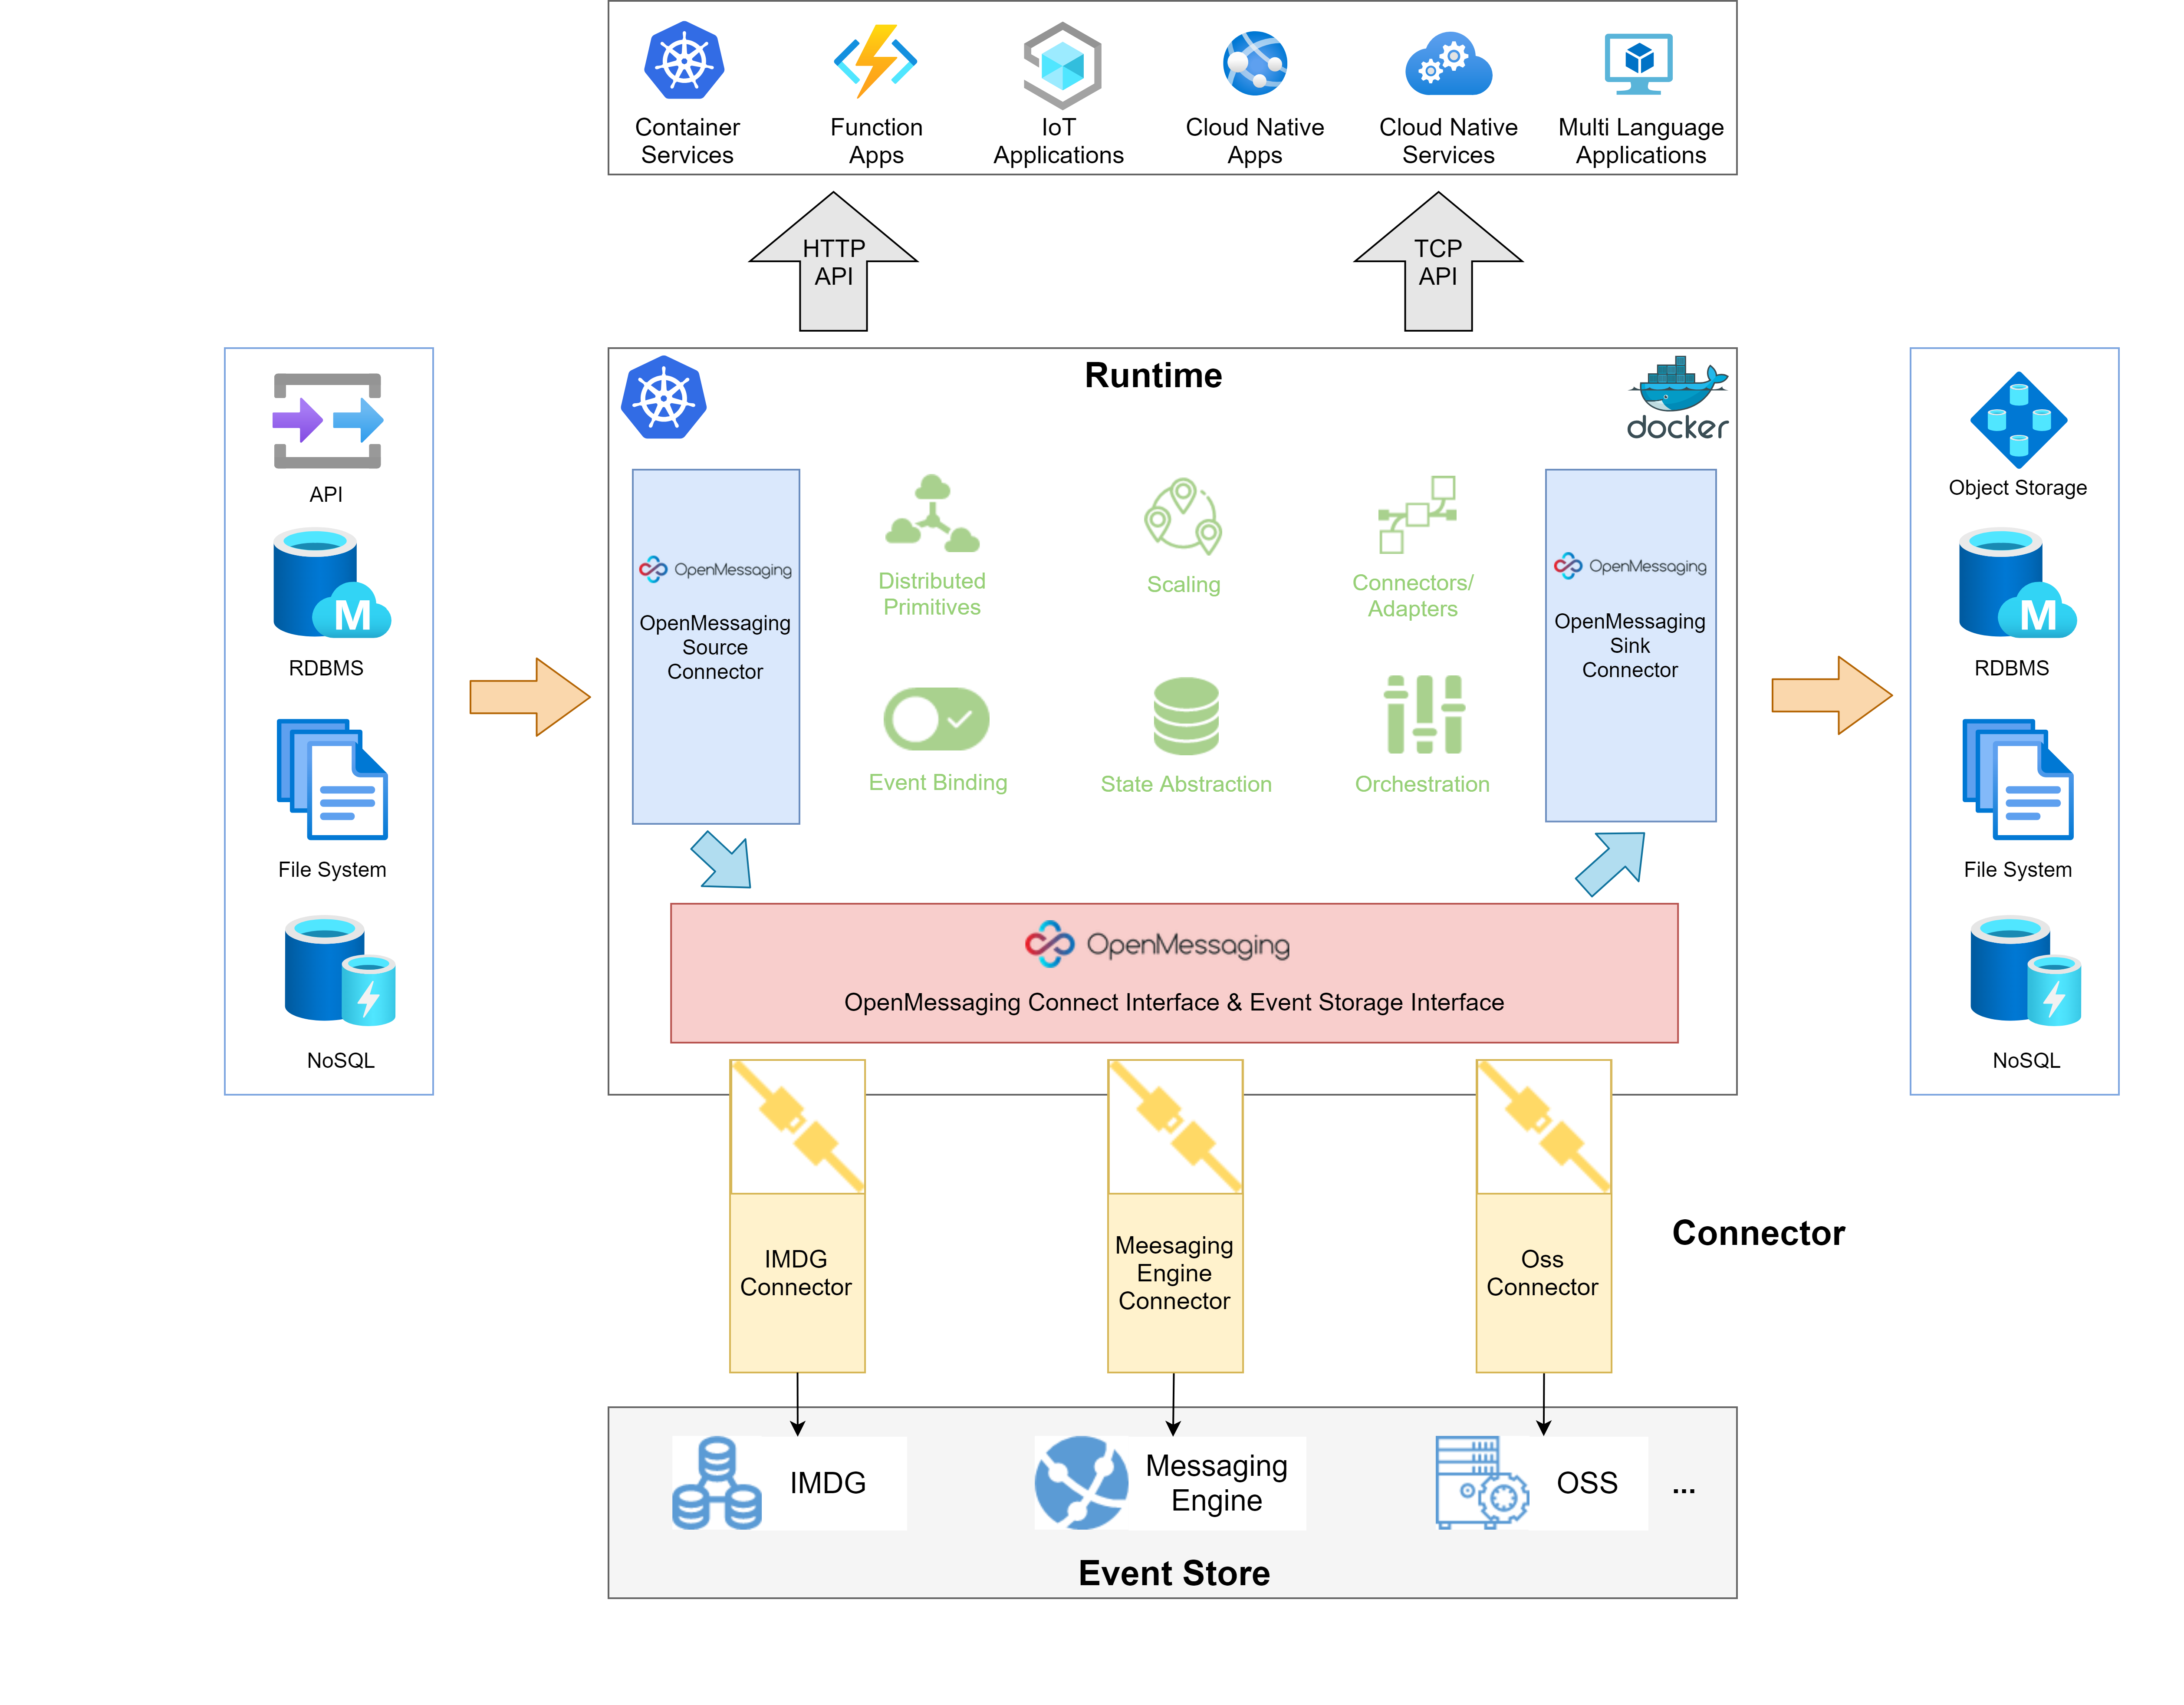 Container
Services
Function
Apps
IoT
Applications
Cloud Native
Apps
Cloud Native
Services
Multi Language
Applications
HTTP
API
TCP
API
API
RDBMS
File System
NoSQL
M
Runtime
docker
OpenMessaging
OpenMessaging
Source
Connector
Distributed
Primitives
Scaling
Connectors/
Adapters
Event Binding
State Abstraction
Orchestration
OpenMessaging
OpenMessaging
Sink
Connector
OpenMessaging
OpenMessaging Connect Interface & Event Storage Interface
Object Storage
M
RDBMS
File System
NoSQL
IMDG
Connector
Meesaging
Engine
Connector
Oss
Connector
Connector
IMDG
Messaging
Engine
OSS
...
Event Store